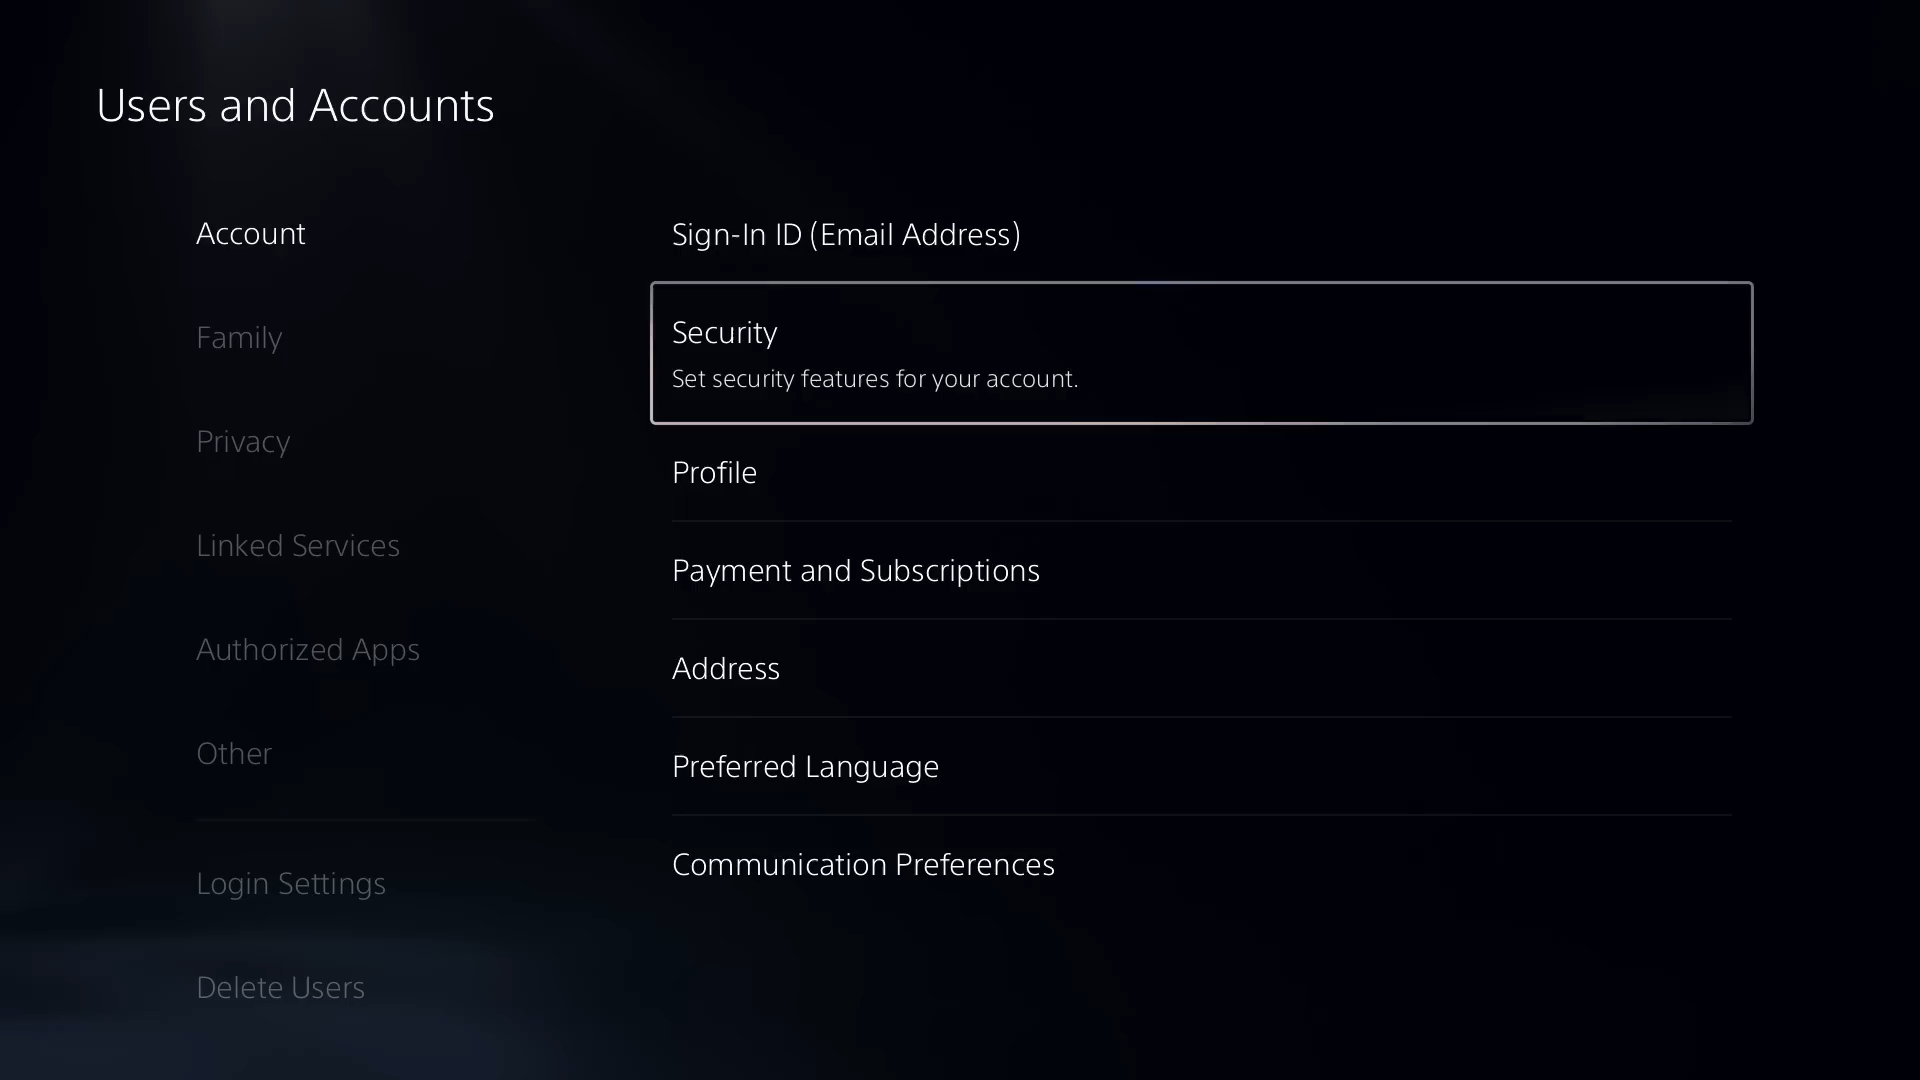 Users and Accounts
Account
Family
Privacy
Linked Services
Authorized Apps
Other
Login Settings
Delete Users
Sign-In ID (Email Address)
Security
Set security features for your account.
Profile
Payment and Subscriptions
Address
Preferred Language
Communication Preferences